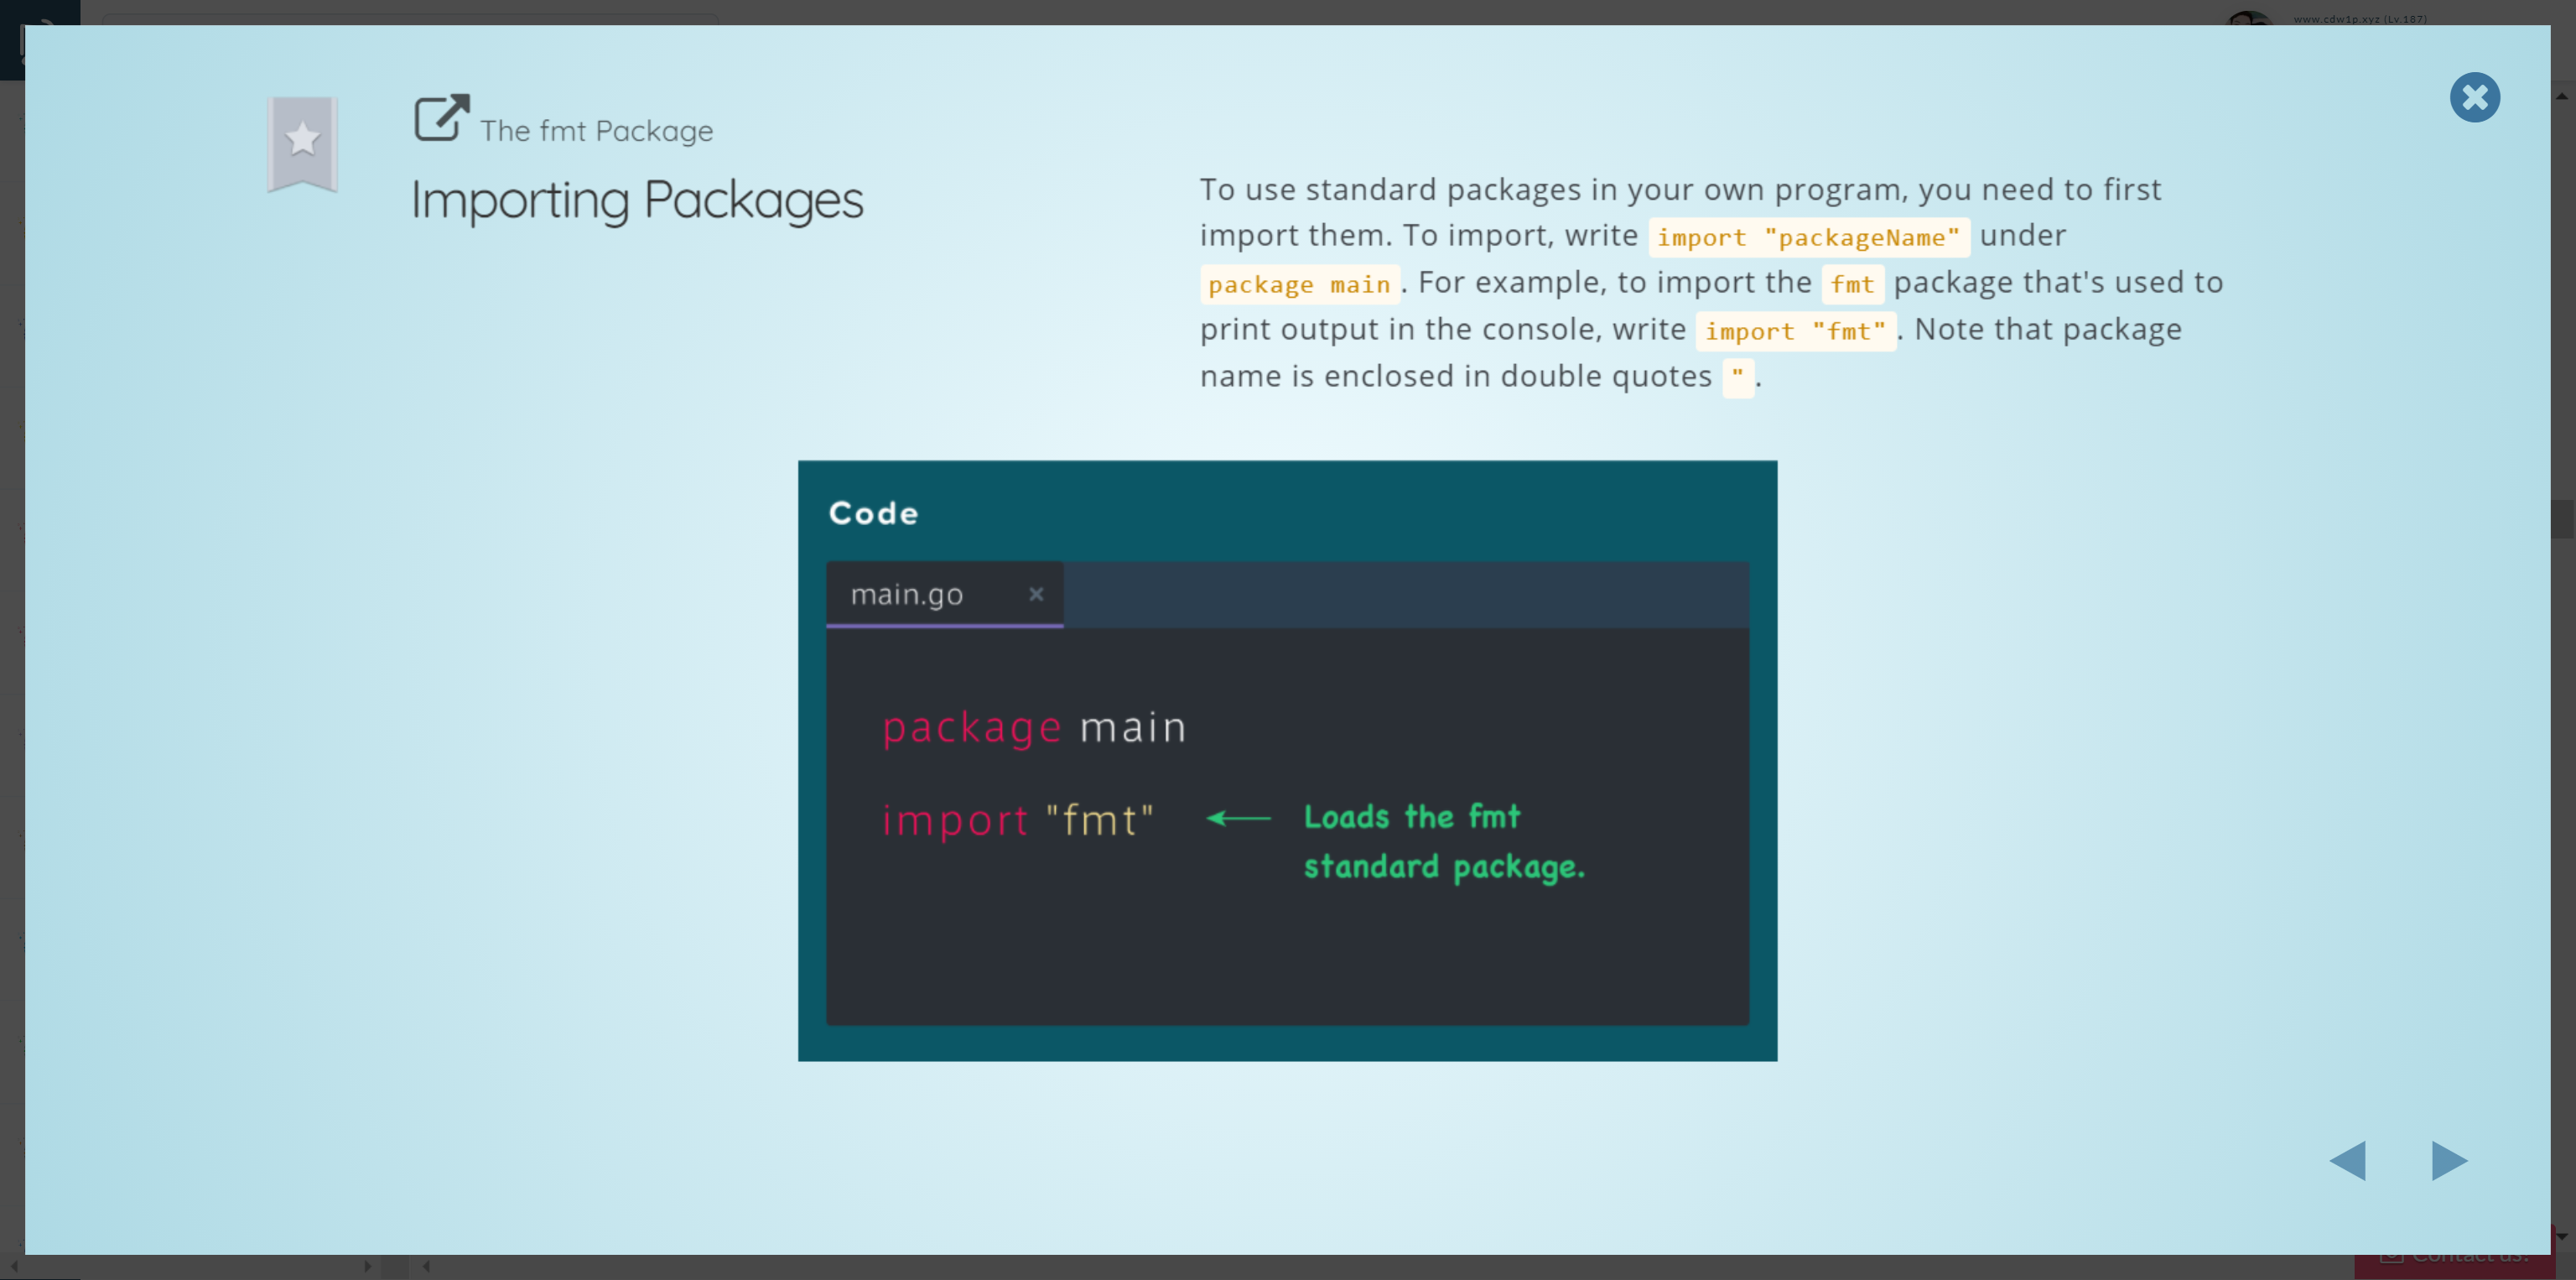 www.cdw1p.xyz (Lv.187)
The fmt Package
Importing Packages
To use standard packages in your own program, you need to first
import them. To import, write import "packageName" under
package main . For example, to import the fmt package that's used to
print output in the console, write import "fmt" . Note that package
name is enclosed in double quotes " .
Code
main.go ×
package main
import "fmt" ← Loads the fmt
standard package.
Contact us!